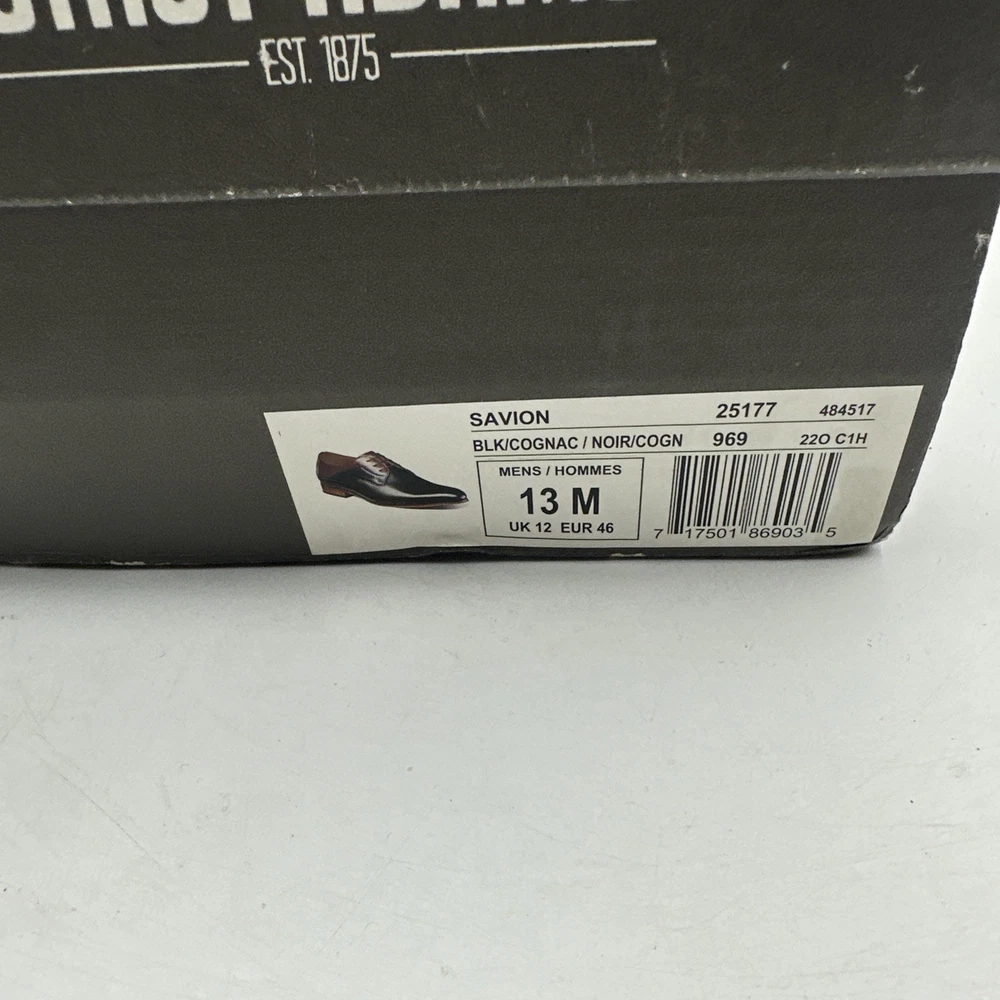 EST. 1875
SAVION 25177 484517
BLK/COGNAC / NOIR/COGN 969 22O C1H
MENS / HOMMES
13 M
UK 12 EUR 46
7 17501 86903 5